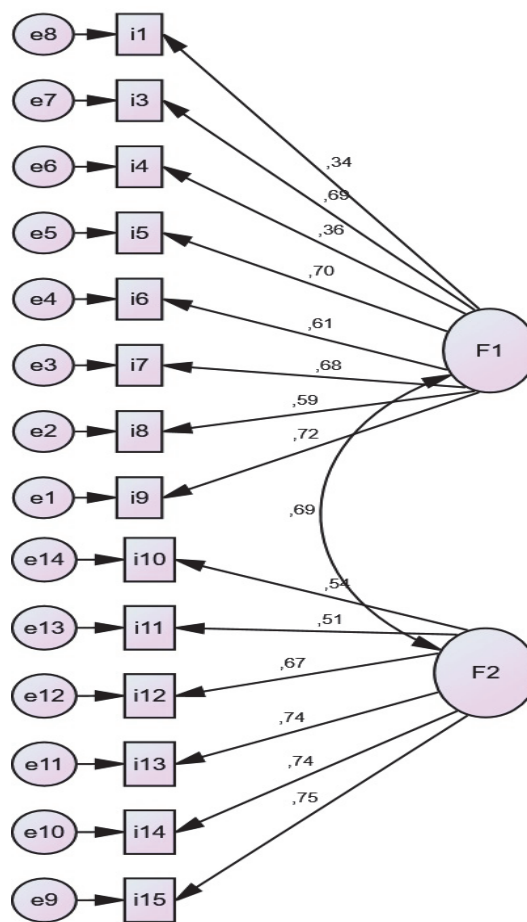 e8 i1
,34
e7 i3
,69
e6 i4
,36
e5 i5
,70
e4 i6
,61
F1
e3 i7
,68
e2 i8
,59
e1 i9
,72
,69
e14 i10
,54
e13 i11
,51
F2
e12 i12
,67
e11 i13
,74
e10 i14
,74
e9 i15
,75